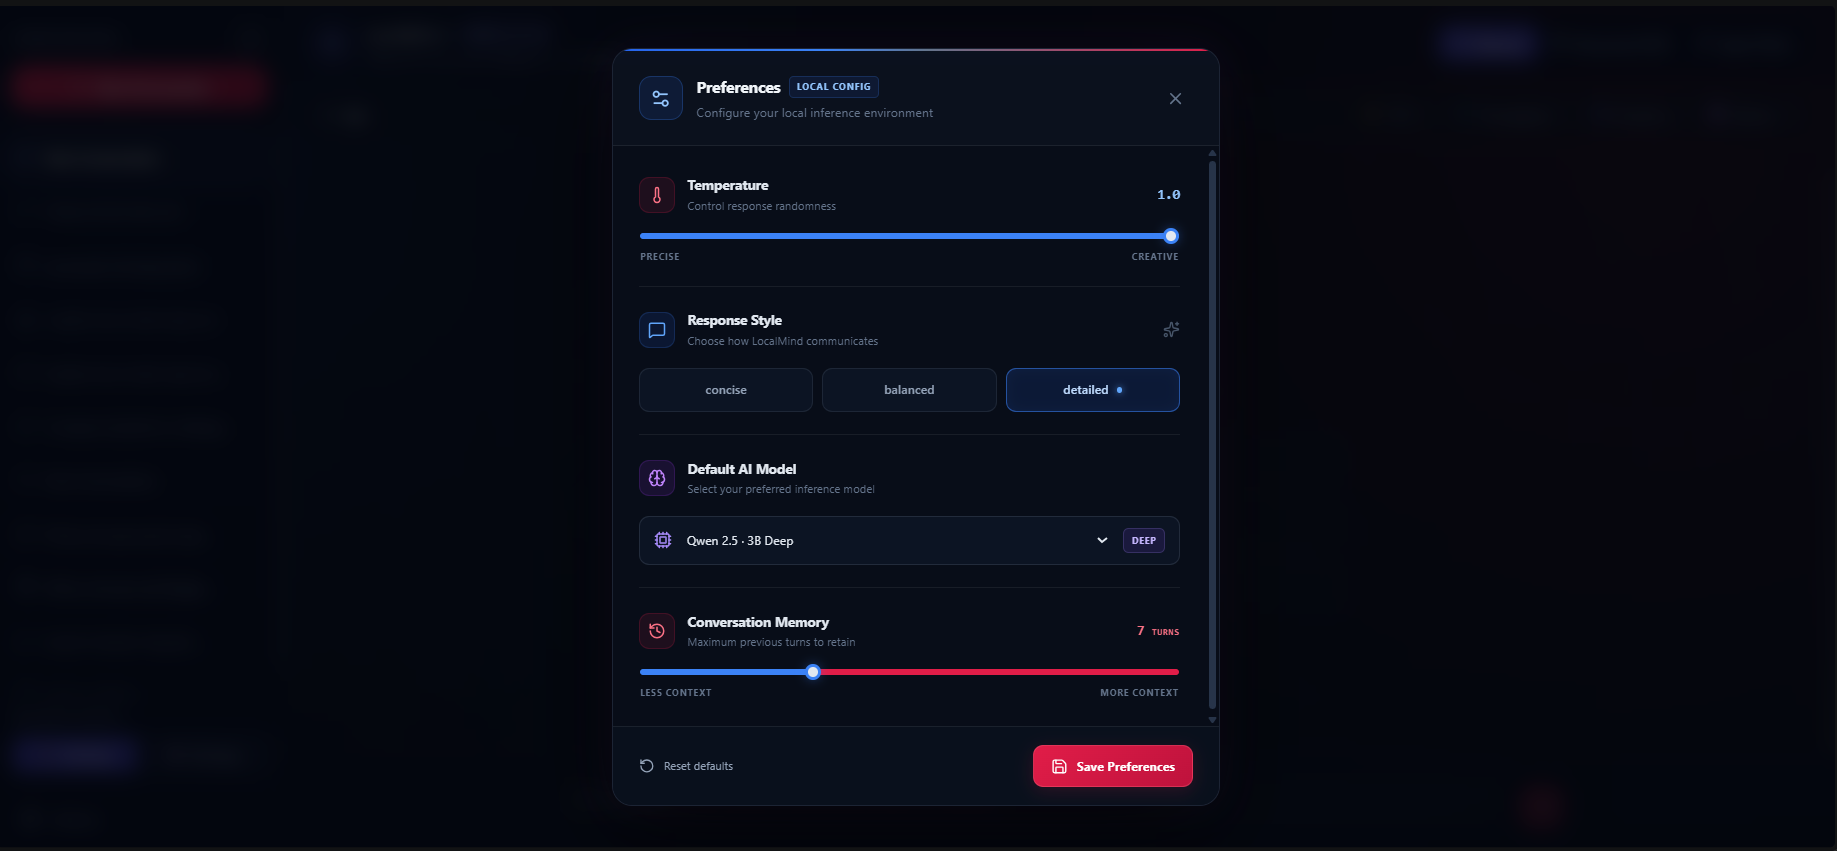 Preferences LOCAL CONFIG
Configure your local inference environment
Temperature
Control response randomness
1.0
PRECISE CREATIVE
Response Style
Choose how LocalMind communicates
concise balanced detailed
Default AI Model
Select your preferred inference model
Qwen 2.5 · 3B Deep DEEP
Conversation Memory
Maximum previous turns to retain
7 TURNS
LESS CONTEXT MORE CONTEXT
Reset defaults Save Preferences